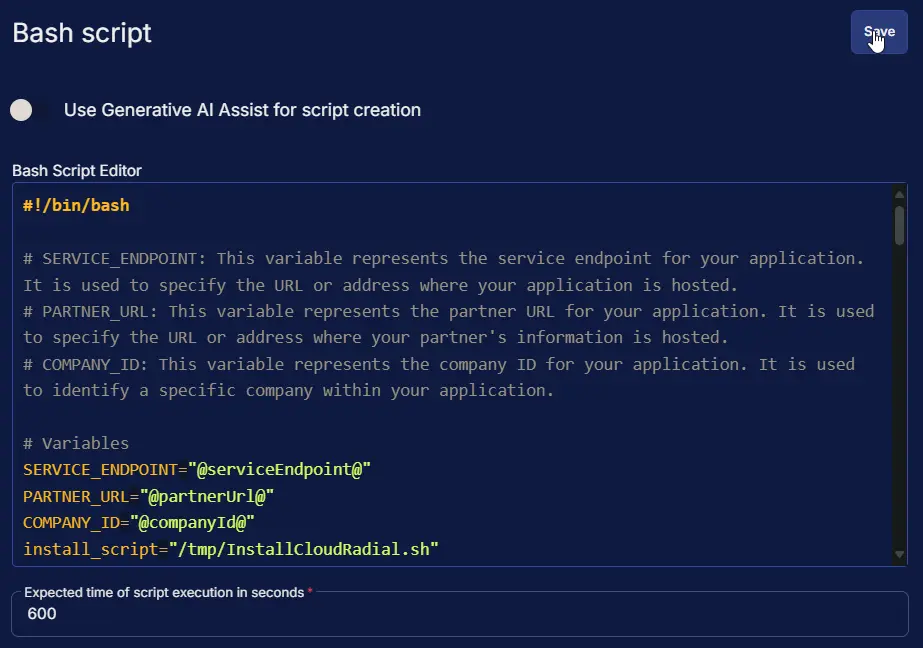 Bash script
Save
Use Generative AI Assist for script creation
Bash Script Editor
#!/bin/bash
# SERVICE_ENDPOINT: This variable represents the service endpoint for your application.
It is used to specify the URL or address where your application is hosted.
# PARTNER_URL: This variable represents the partner URL for your application. It is used
to specify the URL or address where your partner's information is hosted.
# COMPANY_ID: This variable represents the company ID for your application. It is used
to identify a specific company within your application.
# Variables
SERVICE_ENDPOINT="@serviceEndpoint@"
PARTNER_URL="@partnerUrl@"
COMPANY_ID="@companyId@"
install_script="/tmp/InstallCloudRadial.sh"
Expected time of script execution in seconds *
600